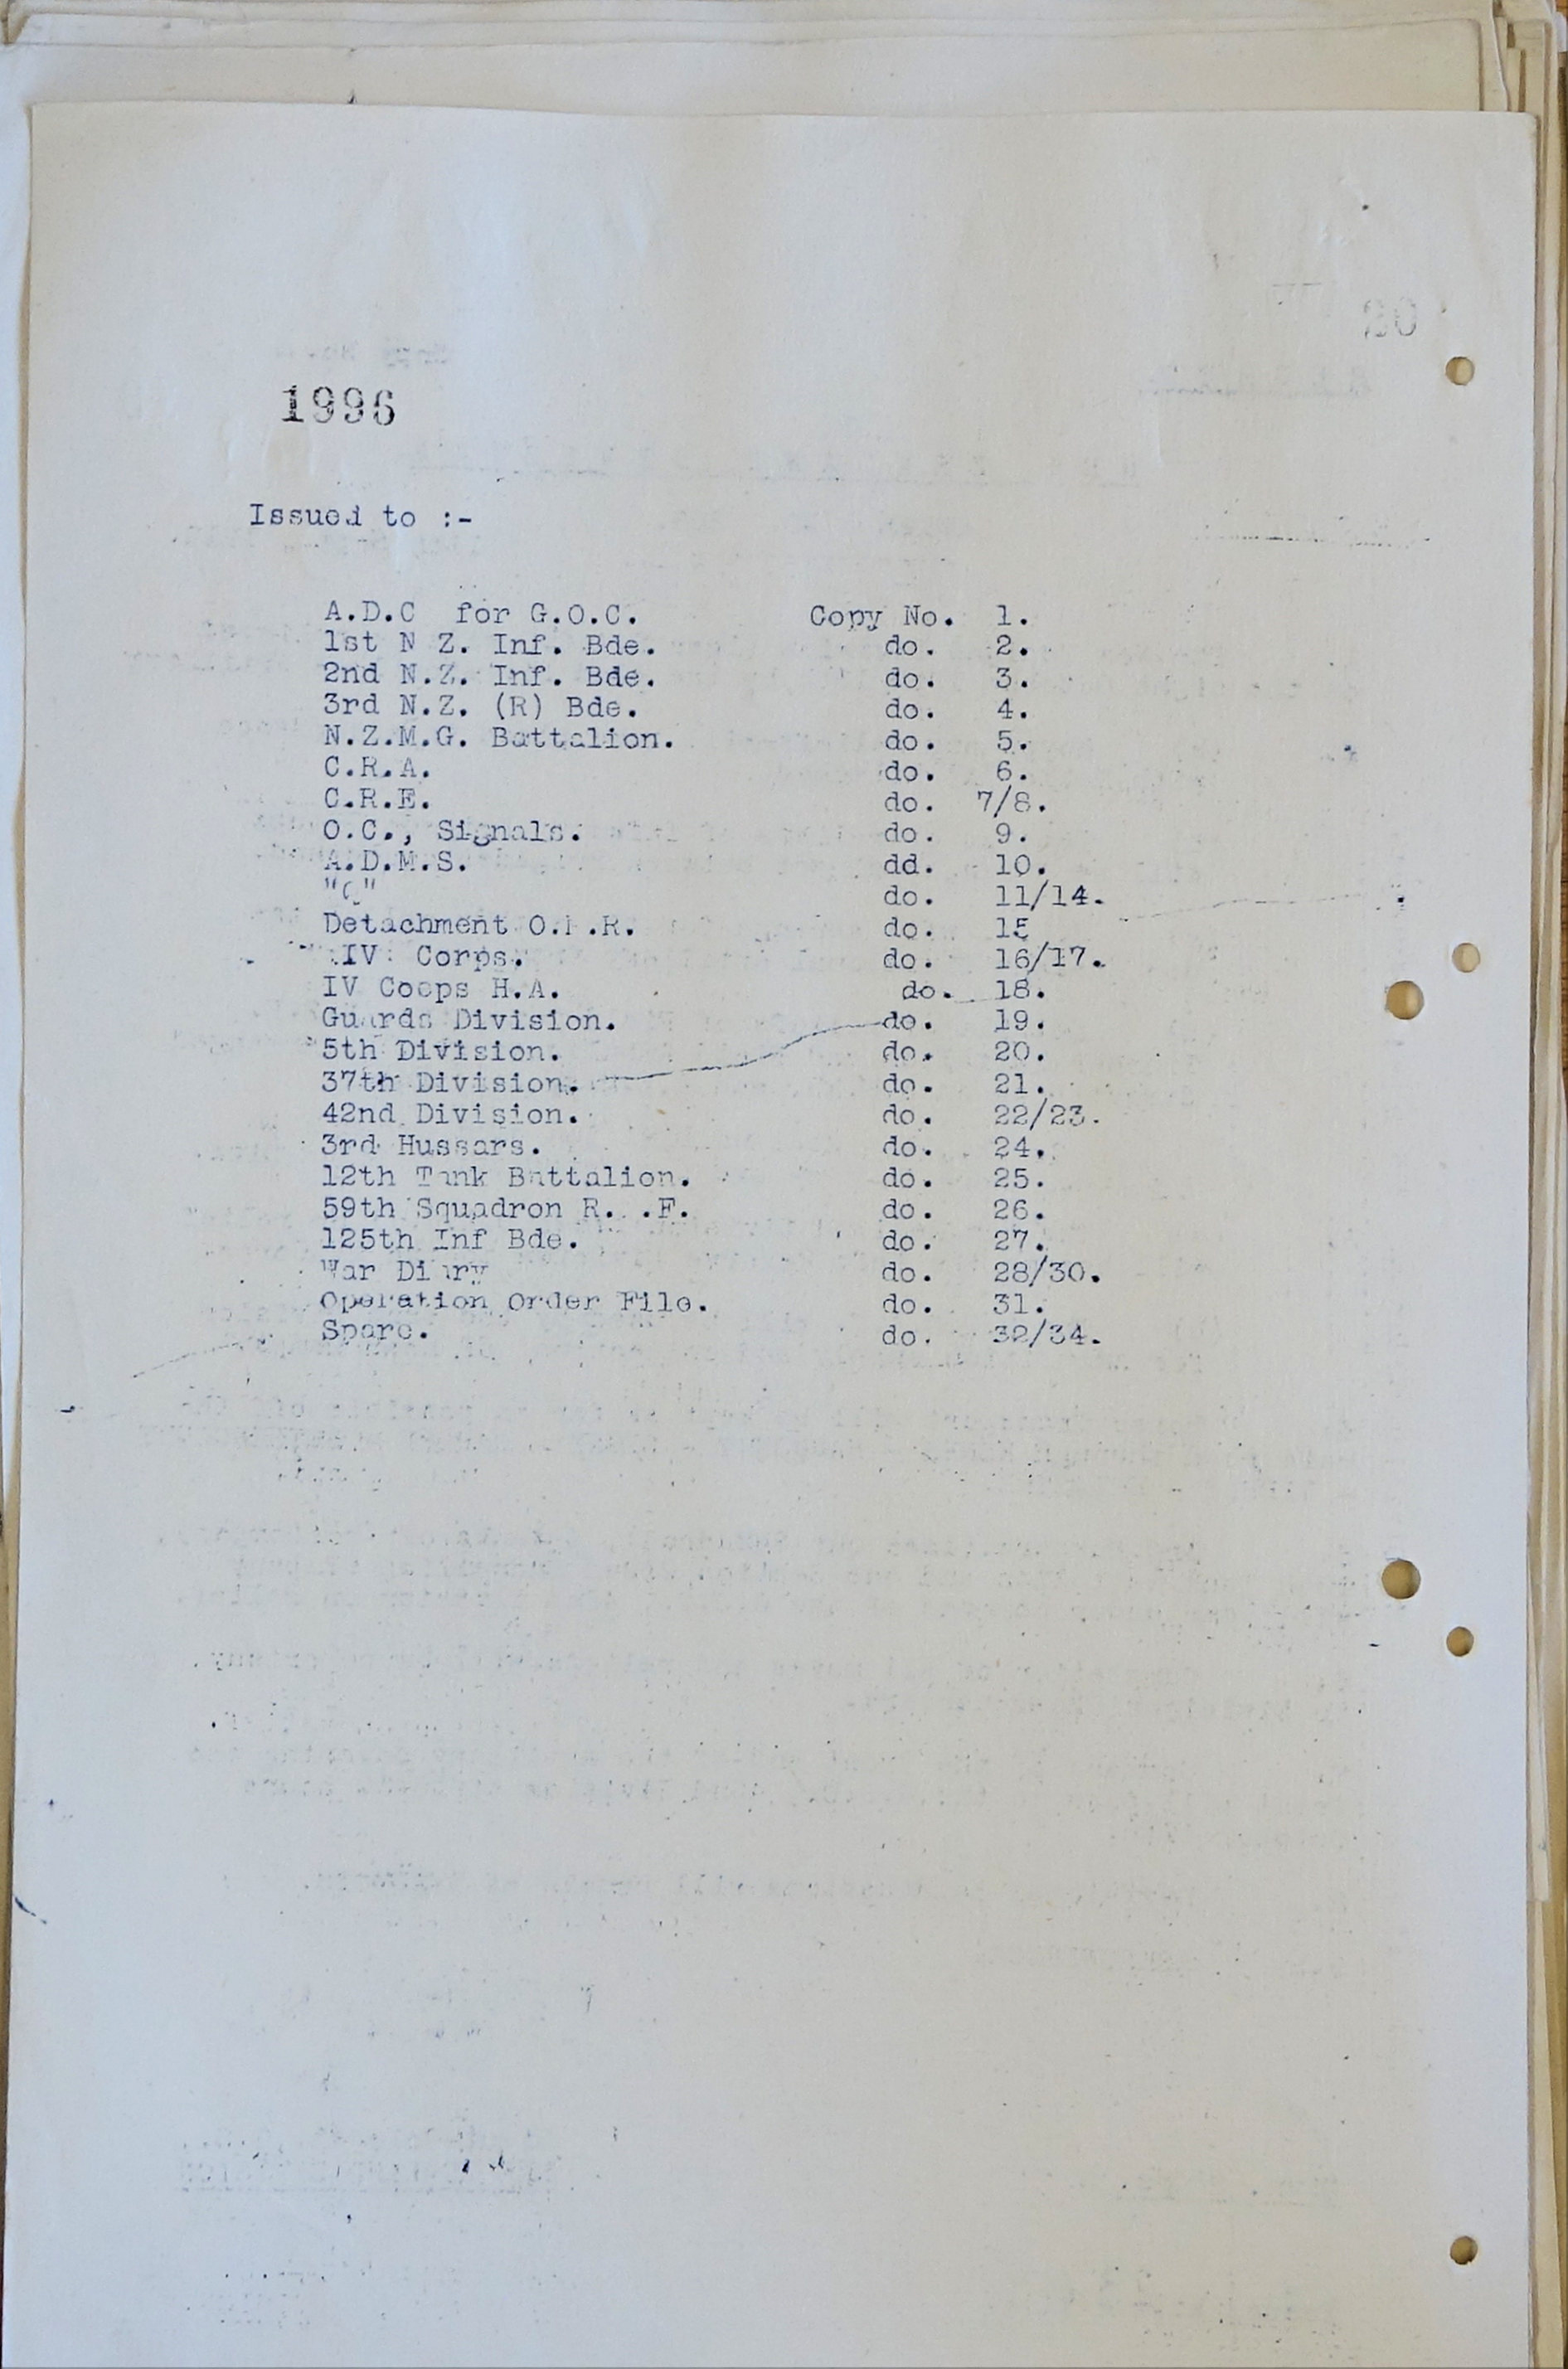 1996
Issued to :-
A.D.C for G.O.C. Copy No. 1.
1st N Z. Inf. Bde. do. 2.
2nd N.Z. Inf. Bde. do. 3.
3rd N.Z. (R) Bde. do. 4.
N.Z.M.G. Battalion. do. 5.
C.R.A. do. 6.
C.R.E. do. 7/8.
O.C., Signals. do. 9.
A.D.M.S. dd. 10.
do. 11/14.
Detachment do. 15
IV Corps. do. 16/17.
IV Coops H.A. do. 18.
Guards Division. do. 19.
5th Division. do. 20.
37th Division. do. 21.
42nd Division. do. 22/23.
3rd Hussars. do. 24.
12th Tank Battalion. do. 25.
59th Squadron R. .F. do. 26.
125th Inf Bde. do. 27.
War Diary do. 28/30.
Operation Order File. do. 31.
Spare. do. 32/34.